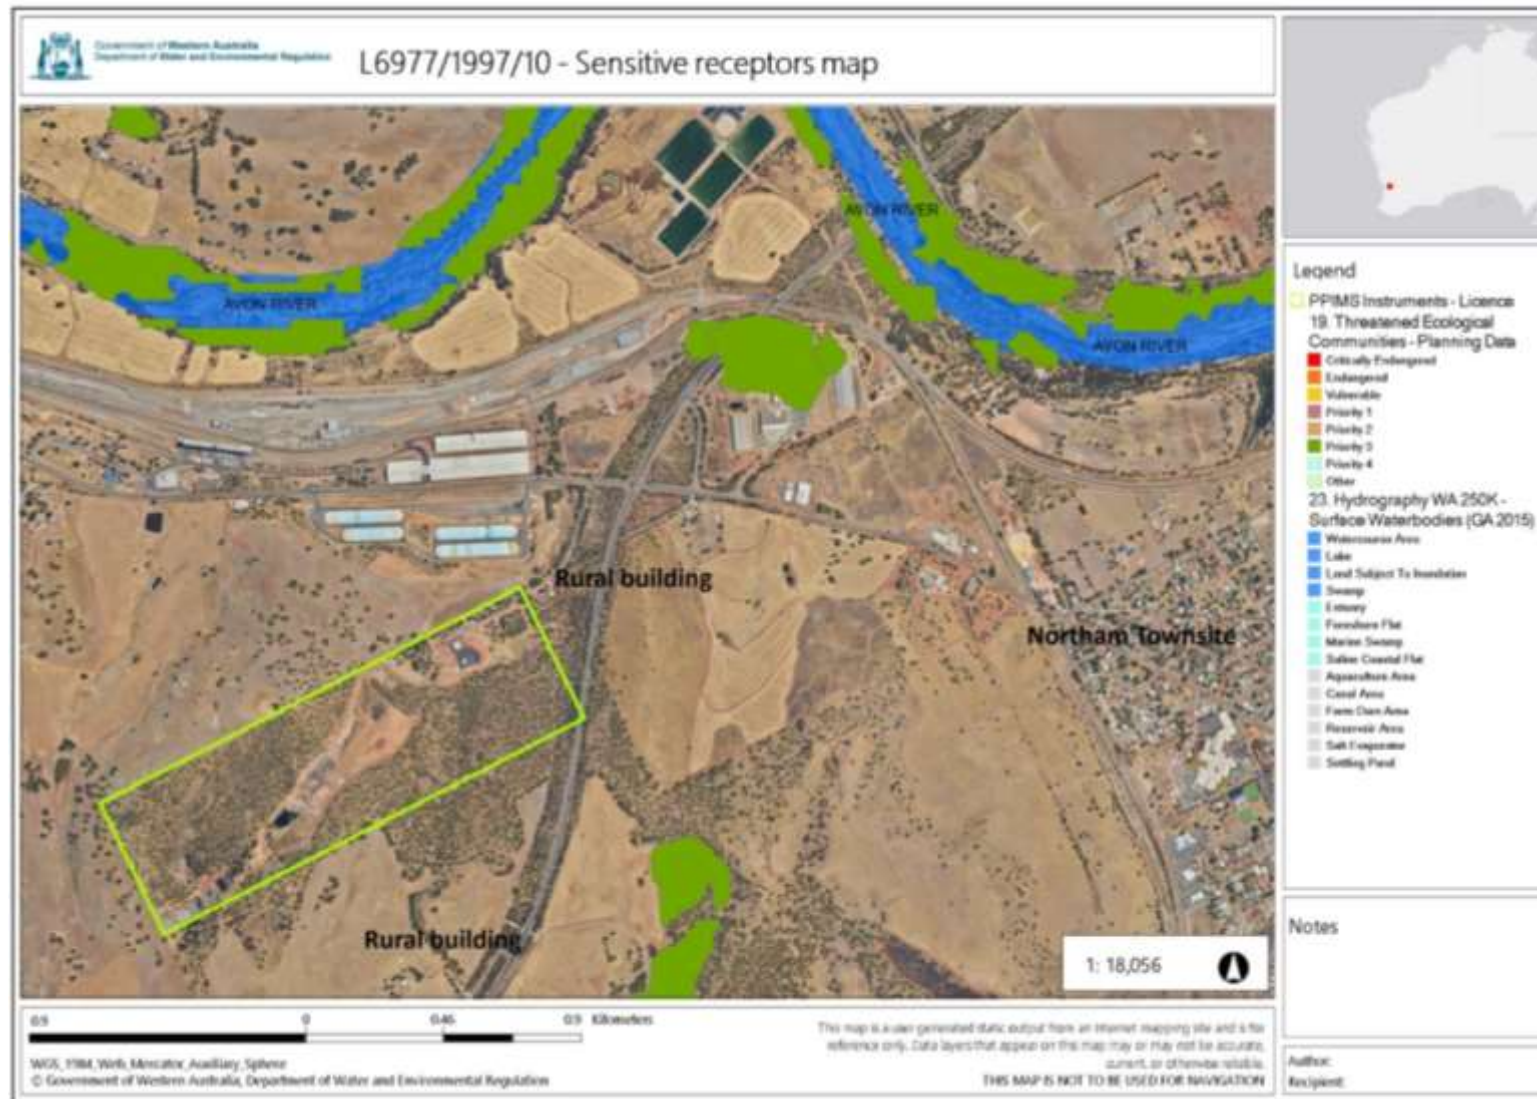 Government of Western Australia
Department of Water and Environmental Regulation
L6977/1997/10 - Sensitive receptors map
AVON RIVER
AVON RIVER
AVON RIVER
Rural building
Northam Townsite
Rural building
1: 18,056
Legend
PPIMS Instruments - Licence
19. Threatened Ecological
Communities - Planning Data
Critically Endangered
Endangered
Vulnerable
Priority 1
Priority 2
Priority 3
Priority 4
Other
23. Hydrography WA 250K -
Surface Waterbodies (GA 2015)
Watercourse Area
Lake
Land Subject To Inundation
Swamp
Estuary
Foreshore Flat
Marine Swamp
Saline Coastal Flat
Aquaculture Area
Canal Area
Farm Dam Area
Reservoir Area
Salt Evaporator
Settling Pond
Notes
0.9 0 0.46 0.9 Kilometers
WGS_1984_Web_Mercator_Auxiliary_Sphere
© Government of Western Australia, Department of Water and Environmental Regulation
This map is a user generated static output from an Internet mapping site and is for
reference only. Data layers that appear on this map may or may not be accurate,
current, or otherwise reliable.
THIS MAP IS NOT TO BE USED FOR NAVIGATION
Author:
Recipient: